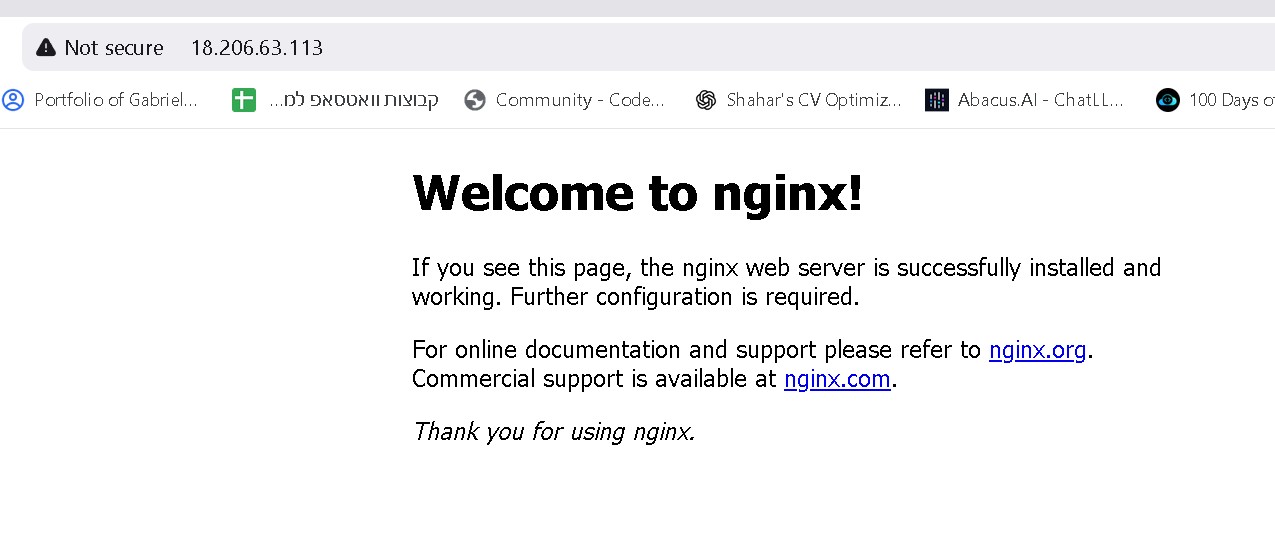 Not secure 18.206.63.113
Portfolio of Gabriel... קבוצות וואטסאפ למ... Community - Code... Shahar's CV Optimiz... Abacus.AI - ChatLL... 100 Days of
Welcome to nginx!
If you see this page, the nginx web server is successfully installed and
working. Further configuration is required.
For online documentation and support please refer to nginx.org.
Commercial support is available at nginx.com.
Thank you for using nginx.